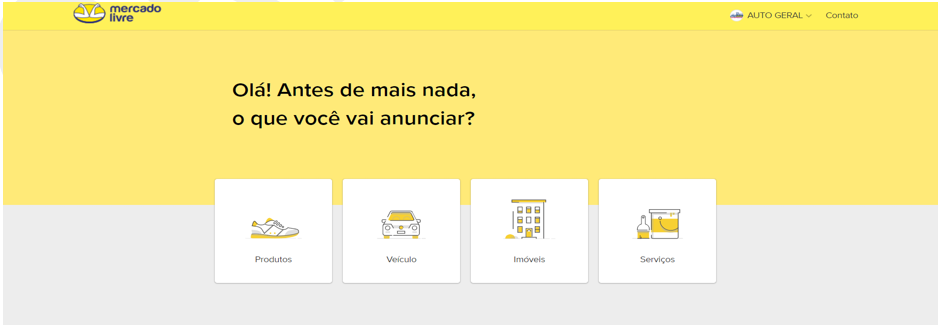 mercado
livre
AUTO GERAL
Contato
Olá! Antes de mais nada,
o que você vai anunciar?
Produtos
Veículo
Imóveis
Serviços